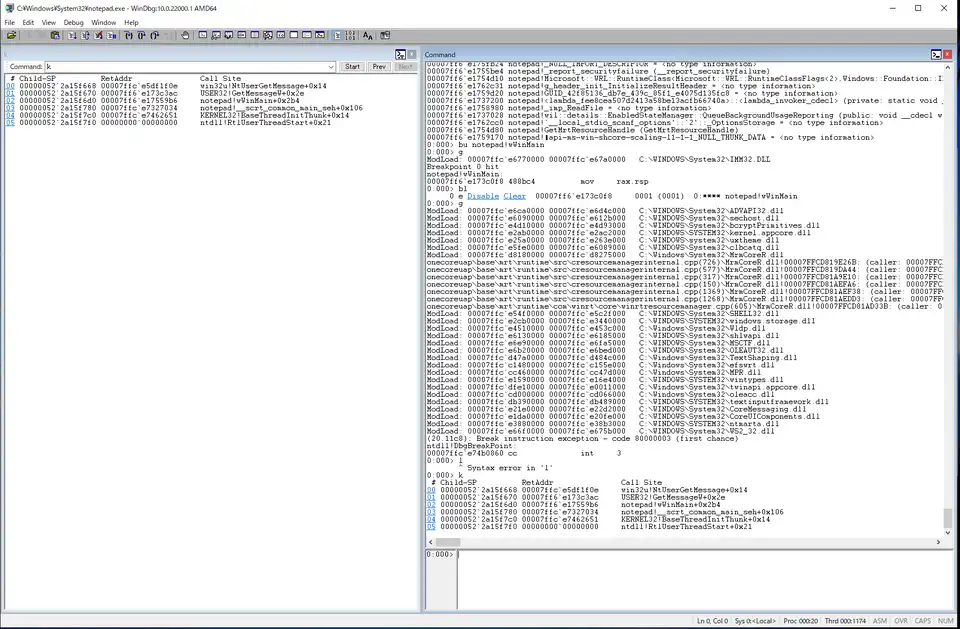 C:¥Windows¥System32¥notepad.exe - WinDbg:10.0.22000.1 AMD64
File Edit View Debug Window Help
Command: k
Start Prev Next
# Child-SP RetAddr Call Site
00 00000052`2a15f668 00007ffc`e5df1f0e win32u!NtUserGetMessage+0x14
01 00000052`2a15f670 00007ff6`e173c3ac USER32!GetMessageW+0x2e
02 00000052`2a15f6d0 00007ff6`e17559b6 notepad!wWinMain+0x2b4
03 00000052`2a15f780 00007ffc`e7327034 notepad!__scrt_common_main_seh+0x106
04 00000052`2a15f7c0 00007ffc`e7462651 KERNEL32!BaseThreadInitThunk+0x14
05 00000052`2a15f7f0 00000000`00000000 ntdll!RtlUserThreadStart+0x21
Command
00007ff6`e175fb24 notepad!_NULL_IMPORT_DESCRIPTOR = <no type information>
00007ff6`e1755be4 notepad!_report_securityfailure (__report_securityfailure)
00007ff6`e1754d10 notepad!Microsoft::WRL::RuntimeClass<Microsoft::WRL::RuntimeClassFlags<2>,Windows::Foundation::I
00007ff6`e1762c31 notepad!g_header_init_InitializeResultHeader = <no type information>
00007ff6`e1759d20 notepad!GUID_42f85136_db7e_439c_85f1_e4075d135fc8 = <no type information>
00007ff6`e1737200 notepad!<lambda_fee8cea507d2413a58be13acfb66740a>::<lambda_invoker_cdecl> (private: static void
00007ff6`e1737028 notepad!wil::details::EnabledStateManager::QueueBackgroundUsageReporting (public: void __cdecl w
00007ff6`e1762cc0 notepad!`__local_stdio_scanf_options'::`2'::_OptionsStorage = <no type information>
00007ff6`e1758980 notepad!_imp_ReadFile = <no type information>
00007ff6`e1754d80 notepad!GetMrtResourceHandle (GetMrtResourceHandle)
00007ff6`e1759170 notepad!api-ms-win-shcore-scaling-l1-1-1_NULL_THUNK_DATA = <no type information>
0:000> bu notepad!wWinMain
0:000> g
ModLoad: 00007ffc`e6770000 00007ffc`e67a0000 C:\WINDOWS\System32\IMM32.DLL
Breakpoint 0 hit
notepad!wWinMain:
00007ff6`e173c0f8 488bc4 mov rax,rsp
0:000> bl
0 e Disable Clear 00007ff6`e173c0f8 0001 (0001) 0:**** notepad!wWinMain
0:000> g
ModLoad: 00007ffc`e6ca0000 00007ffc`e6d4c000 C:\WINDOWS\System32\ADVAPI32.dll
ModLoad: 00007ffc`e6090000 00007ffc`e612b000 C:\WINDOWS\System32\sechost.dll
ModLoad: 00007ffc`e4d10000 00007ffc`e4d93000 C:\WINDOWS\System32\bcryptPrimitives.dll
ModLoad: 00007ffc`e2ab0000 00007ffc`e2ac2000 C:\WINDOWS\SYSTEM32\kernel.appcore.dll
ModLoad: 00007ffc`e25a0000 00007ffc`e263e000 C:\WINDOWS\system32\uxtheme.dll
ModLoad: 00007ffc`e5fe0000 00007ffc`e6089000 C:\WINDOWS\System32\clbcatq.dll
ModLoad: 00007ffc`d8180000 00007ffc`d8275000 C:\Windows\System32\MrmCoreR.dll
onecoreuap\base\mrt\runtime\src\cresourcemanagerinternal.cpp(726)\MrmCoreR.dll!00007FFCD819E26B: (caller: 00007FFC
onecoreuap\base\mrt\runtime\src\cresourcemanagerinternal.cpp(577)\MrmCoreR.dll!00007FFCD819DA44: (caller: 00007FFC
onecoreuap\base\mrt\runtime\src\cresourcemanagerinternal.cpp(317)\MrmCoreR.dll!00007FFCD81A9E10: (caller: 00007FFC
onecoreuap\base\mrt\runtime\src\cresourcemanagerinternal.cpp(150)\MrmCoreR.dll!00007FFCD81AEFA6: (caller: 00007FFC
onecoreuap\base\mrt\runtime\src\cresourcemanagerinternal.cpp(1369)\MrmCoreR.dll!00007FFCD81AEF38: (caller: 00007FF
onecoreuap\base\mrt\runtime\src\cresourcemanagerinternal.cpp(1268)\MrmCoreR.dll!00007FFCD81AEDD3: (caller: 00007FF
onecoreuap\base\mrt\runtime\com\winrt\core\winrtresourcemanager.cpp(605)\MrmCoreR.dll!00007FFCD81AD33B: (caller: 0
ModLoad: 00007ffc`e54f0000 00007ffc`e5c2f000 C:\WINDOWS\System32\SHELL32.dll
ModLoad: 00007ffc`e2cb0000 00007ffc`e3440000 C:\WINDOWS\SYSTEM32\windows.storage.dll
ModLoad: 00007ffc`e4510000 00007ffc`e453c000 C:\WINDOWS\System32\Wldp.dll
ModLoad: 00007ffc`e6130000 00007ffc`e6185000 C:\WINDOWS\System32\shlwapi.dll
ModLoad: 00007ffc`e6e90000 00007ffc`e6fa5000 C:\WINDOWS\System32\MSCTF.dll
ModLoad: 00007ffc`e6b20000 00007ffc`e6bed000 C:\WINDOWS\System32\OLEAUT32.dll
ModLoad: 00007ffc`d47a0000 00007ffc`d484c000 C:\Windows\System32\TextShaping.dll
ModLoad: 00007ffc`c1480000 00007ffc`c155e000 C:\Windows\System32\efswrt.dll
ModLoad: 00007ffc`cc460000 00007ffc`cc47d000 C:\Windows\System32\MPR.dll
ModLoad: 00007ffc`e1590000 00007ffc`e16e4000 C:\WINDOWS\SYSTEM32\wintypes.dll
ModLoad: 00007ffc`dfe10000 00007ffc`e0011000 C:\Windows\System32\twinapi.appcore.dll
ModLoad: 00007ffc`cd000000 00007ffc`cd066000 C:\Windows\System32\oleacc.dll
ModLoad: 00007ffc`db390000 00007ffc`db489000 C:\Windows\System32\textinputframework.dll
ModLoad: 00007ffc`e21e0000 00007ffc`e22d2000 C:\Windows\System32\CoreMessaging.dll
ModLoad: 00007ffc`e1da0000 00007ffc`e20fe000 C:\Windows\System32\CoreUIComponents.dll
ModLoad: 00007ffc`e3880000 00007ffc`e38b3000 C:\WINDOWS\SYSTEM32\ntmarta.dll
ModLoad: 00007ffc`e66f0000 00007ffc`e675b000 C:\WINDOWS\System32\WS2_32.dll
(20.11c8): Break instruction exception - code 80000003 (first chance)
ntdll!DbgBreakPoint:
00007ffc`e74b0860 cc int 3
0:000> l
^ Syntax error in 'l'
0:000> k
# Child-SP RetAddr Call Site
00 00000052`2a15f668 00007ffc`e5df1f0e win32u!NtUserGetMessage+0x14
01 00000052`2a15f670 00007ff6`e173c3ac USER32!GetMessageW+0x2e
02 00000052`2a15f6d0 00007ff6`e17559b6 notepad!wWinMain+0x2b4
03 00000052`2a15f780 00007ffc`e7327034 notepad!__scrt_common_main_seh+0x106
04 00000052`2a15f7c0 00007ffc`e7462651 KERNEL32!BaseThreadInitThunk+0x14
05 00000052`2a15f7f0 00000000`00000000 ntdll!RtlUserThreadStart+0x21
0:000>
Ln 0, Col 0 Sys 0:<Local> Proc 000:20 Thrd 000:1174 ASM OVR CAPS NUM